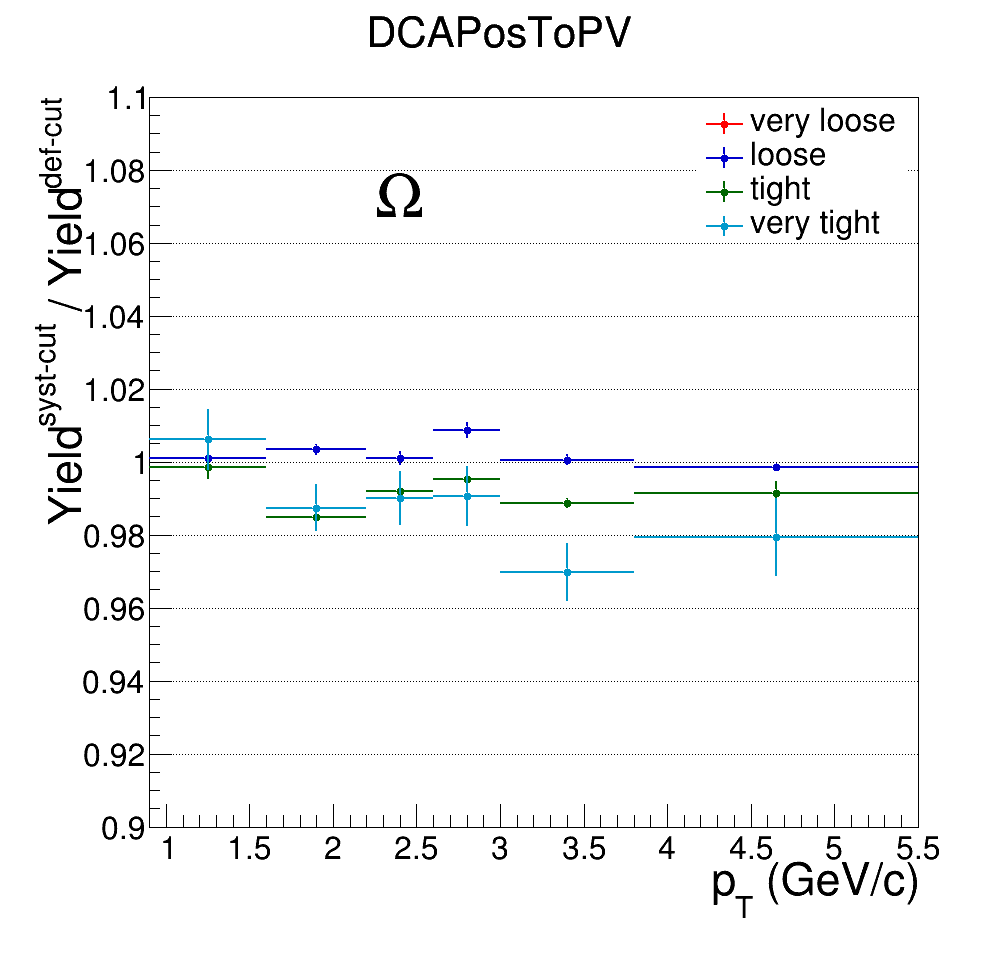 DCAPosToPV
Yield^syst-cut / Yield^def-cut
1.1
1.08
1.06
1.04
1.02
1
0.98
0.96
0.94
0.92
0.9
Ω
very loose
loose
tight
very tight
1 1.5 2 2.5 3 3.5 4 4.5 5 5.5
p_T (GeV/c)